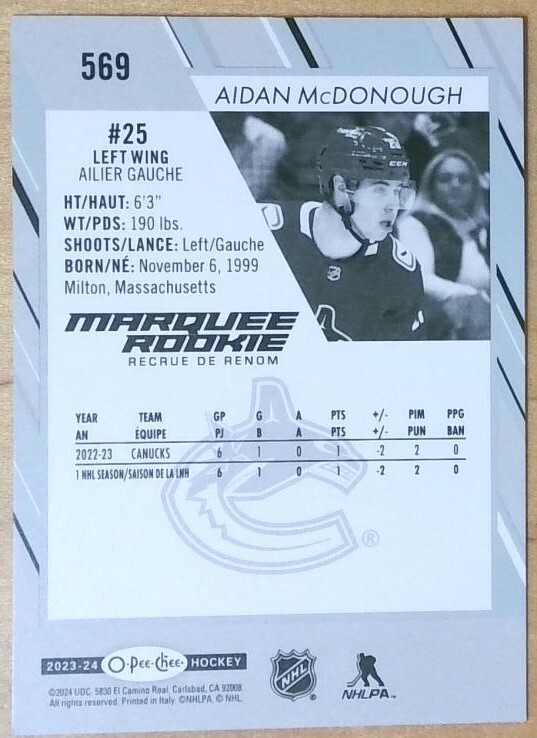 569
AIDAN McDONOUGH
#25
LEFT WING
AILIER GAUCHE
HT/HAUT: 6'3"
WT/PDS: 190 lbs.
SHOOTS/LANCE: Left/Gauche
BORN/NÉ: November 6, 1999
Milton, Massachusetts
CCM
MARQUEE
ROOKIE
RECRUE DE RENOM
YEAR TEAM GP G A PTS +/- PIM PPG
AN ÉQUIPE PJ B A PTS +/- PUN BAN
2022-23 CANUCKS 6 1 0 1 -2 2 0
1 NHL SEASON/SAISON DE LA LNH 6 1 0 1 -2 2 0
®
2023-24 O-Pee-Chee HOCKEY
NHL
NHLPA™
©2024 UDC. 5830 El Camino Real, Carlsbad, CA 92008.
All rights reserved. Printed in Italy. ©NHLPA. © NHL.